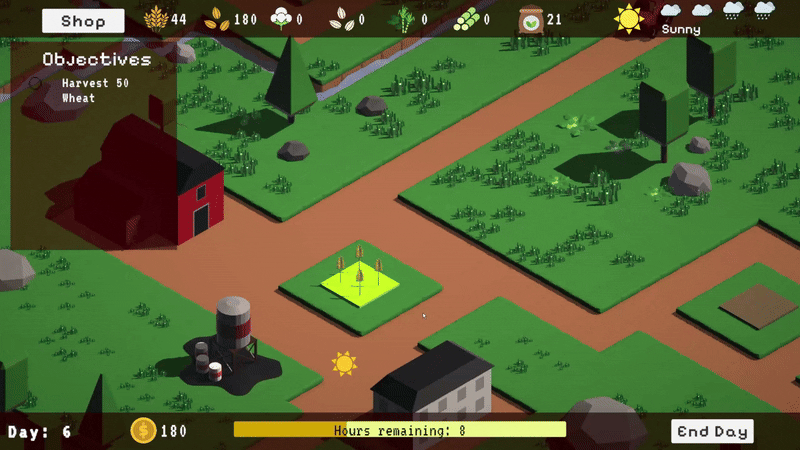 Shop
44
180
0
0
0
0
21
Sunny
Objectives
Harvest 50
Wheat
Day: 6
180
Hours remaining: 8
End Day